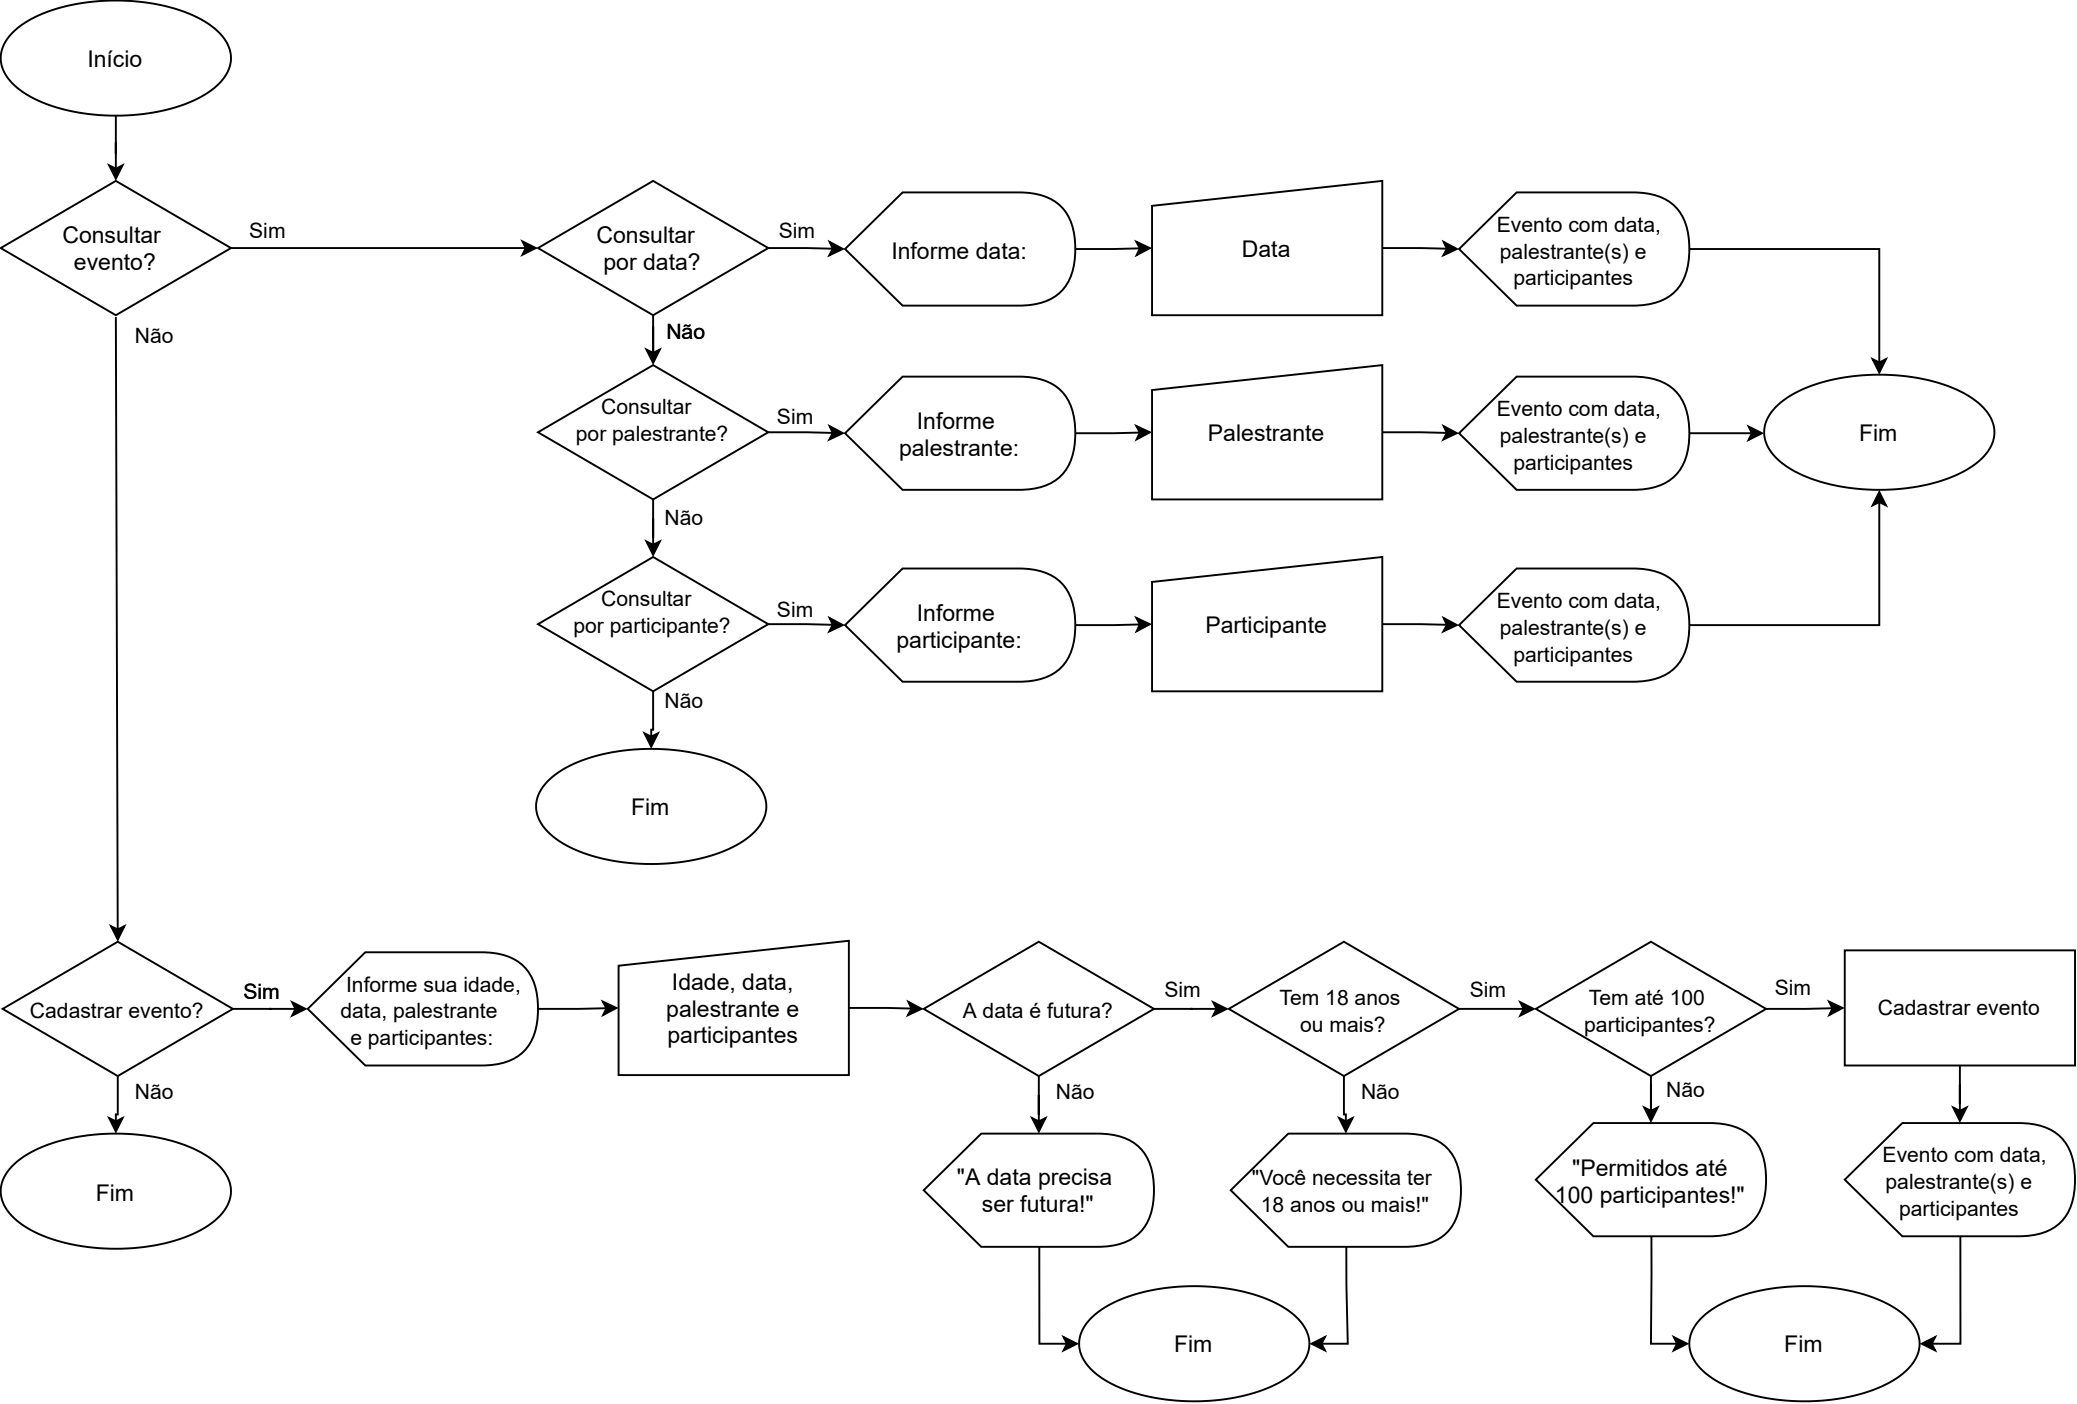 Início
Consultar
evento?
Sim
Consultar
por data?
Sim
Informe data:
Data
Evento com data,
palestrante(s) e
participantes
Não
Não
Consultar
por palestrante?
Sim
Informe
palestrante:
Palestrante
Evento com data,
palestrante(s) e
participantes
Fim
Não
Consultar
por participante?
Sim
Informe
participante:
Participante
Evento com data,
palestrante(s) e
participantes
Não
Fim
Cadastrar evento?
Sim
Informe sua idade,
data, palestrante
e participantes:
Idade, data,
palestrante e
participantes
A data é futura?
Sim
Tem 18 anos
ou mais?
Sim
Tem até 100
participantes?
Sim
Cadastrar evento
Não
Não
Não
Não
Fim
"A data precisa
ser futura!"
"Você necessita ter
18 anos ou mais!"
"Permitidos até
100 participantes!"
Evento com data,
palestrante(s) e
participantes
Fim
Fim